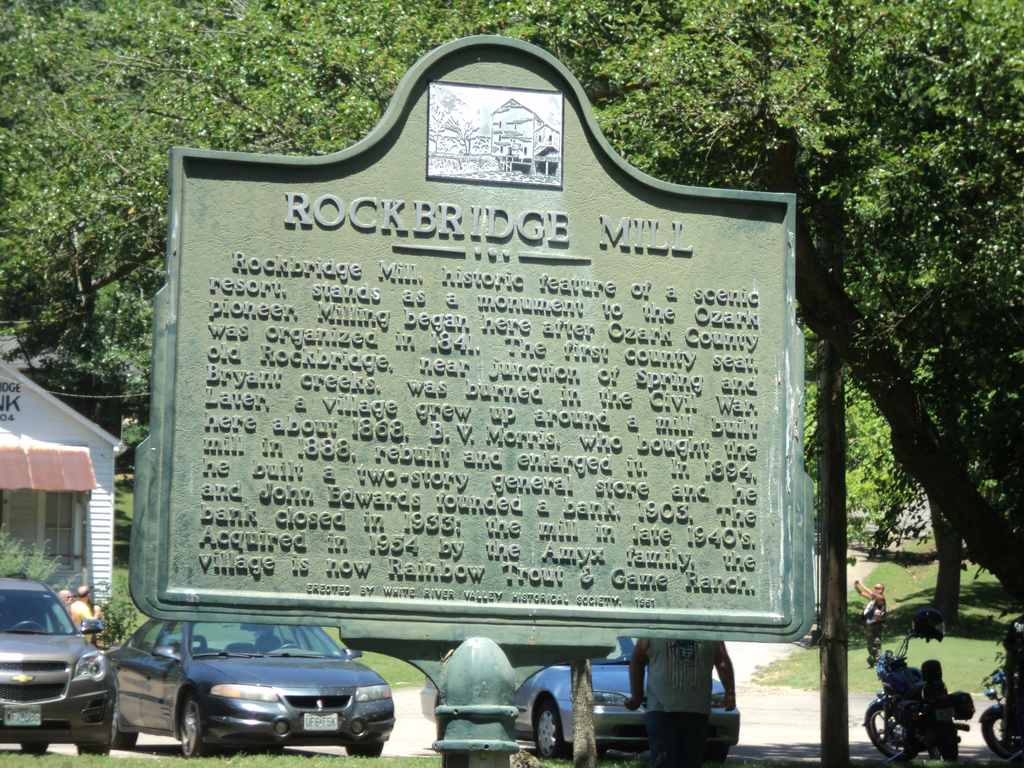 ROCKBRIDGE MILL
Rockbridge Mill, historic feature of a scenic
resort, stands as a monument to the Ozark
pioneer. Milling began here after Ozark County
was organized in 1841. The first county seat,
old Rockbridge, near junction of Spring and
Bryant creeks, was burned in the Civil War.
Later, a village grew up around a mill built
here about 1868. B. V. Morris, who bought the
mill in 1888, rebuilt and enlarged it in 1894,
he built a two-story general store and he
and John Edwards founded a bank, 1903. The
bank closed in 1933; the mill in late 1940's.
Acquired in 1954 by the Amyx family, the
village is now Rainbow Trout & Game Ranch.
ERECTED BY WHITE RIVER VALLEY HISTORICAL SOCIETY, 1961
IDGE
NK
04